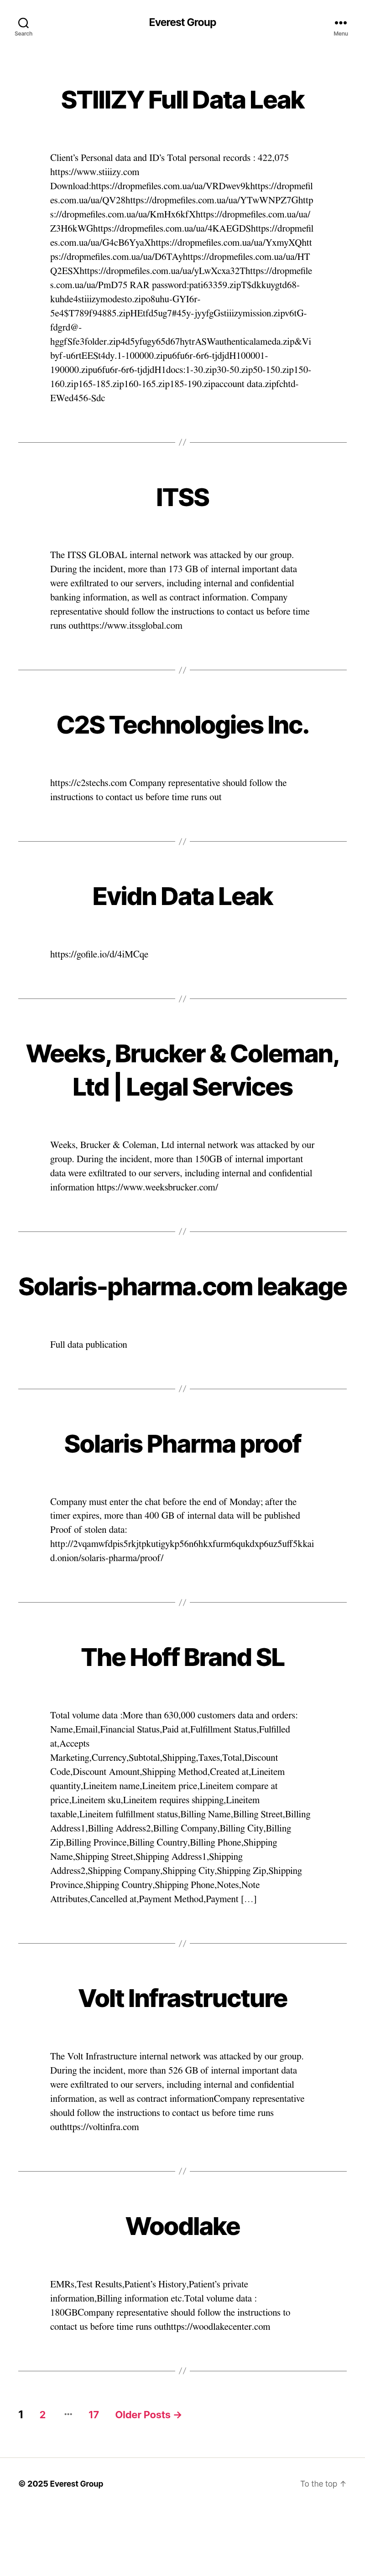 Everest Group
Search
Menu
STIIIZY Full Data Leak
Client's Personal data and ID's Total personal records : 422,075
https://www.stiiizy.com
Download:https://dropmefiles.com.ua/ua/VRDwev9khttps://dropmefil
es.com.ua/ua/QV28https://dropmefiles.com.ua/ua/YTwWNPZ7Ghttp
s://dropmefiles.com.ua/ua/KmHx6kfXhttps://dropmefiles.com.ua/ua/
Z3H6kWGhttps://dropmefiles.com.ua/ua/4KAEGDShttps://dropmefil
es.com.ua/ua/G4cB6YyaXhttps://dropmefiles.com.ua/ua/YxmyXQhtt
ps://dropmefiles.com.ua/ua/D6TAyhttps://dropmefiles.com.ua/ua/HT
Q2ESXhttps://dropmefiles.com.ua/ua/yLwXcxa32Thttps://dropmefile
s.com.ua/ua/PmD75 RAR password:pati63359.zipT$dkkuygtd68-
kuhde4stiiizymodesto.zipo8uhu-GYI6r-
5e4$T789f94885.zipHEtfd5ug7#45y-jyyfgGstiiizymission.zipv6tG-
fdgrd@-
hggfSfe3folder.zip4d5yfugy65d67hytrASWauthenticalameda.zip&Vi
byf-u6rtEESt4dy.1-100000.zipu6fu6r-6r6-tjdjdH100001-
190000.zipu6fu6r-6r6-tjdjdH1docs:1-30.zip30-50.zip50-150.zip150-
160.zip165-185.zip160-165.zip185-190.zipaccount data.zipfchtd-
EWed456-Sdc
//
ITSS
The ITSS GLOBAL internal network was attacked by our group.
During the incident, more than 173 GB of internal important data
were exfiltrated to our servers, including internal and confidential
banking information, as well as contract information. Company
representative should follow the instructions to contact us before time
runs outhttps://www.itssglobal.com
//
C2S Technologies Inc.
https://c2stechs.com Company representative should follow the
instructions to contact us before time runs out
//
Evidn Data Leak
https://gofile.io/d/4iMCqe
//
Weeks, Brucker & Coleman,
Ltd | Legal Services
Weeks, Brucker & Coleman, Ltd internal network was attacked by our
group. During the incident, more than 150GB of internal important
data were exfiltrated to our servers, including internal and confidential
information https://www.weeksbrucker.com/
//
Solaris-pharma.com leakage
Full data publication
//
Solaris Pharma proof
Company must enter the chat before the end of Monday; after the
timer expires, more than 400 GB of internal data will be published
Proof of stolen data:
http://2vqamwfdpis5rkjtpkutigykp56n6hkxfurm6qukdxp6uz5uff5kkai
d.onion/solaris-pharma/proof/
//
The Hoff Brand SL
Total volume data :More than 630,000 customers data and orders:
Name,Email,Financial Status,Paid at,Fulfillment Status,Fulfilled
at,Accepts
Marketing,Currency,Subtotal,Shipping,Taxes,Total,Discount
Code,Discount Amount,Shipping Method,Created at,Lineitem
quantity,Lineitem name,Lineitem price,Lineitem compare at
price,Lineitem sku,Lineitem requires shipping,Lineitem
taxable,Lineitem fulfillment status,Billing Name,Billing Street,Billing
Address1,Billing Address2,Billing Company,Billing City,Billing
Zip,Billing Province,Billing Country,Billing Phone,Shipping
Name,Shipping Street,Shipping Address1,Shipping
Address2,Shipping Company,Shipping City,Shipping Zip,Shipping
Province,Shipping Country,Shipping Phone,Notes,Note
Attributes,Cancelled at,Payment Method,Payment […]
//
Volt Infrastructure
The Volt Infrastructure internal network was attacked by our group.
During the incident, more than 526 GB of internal important data
were exfiltrated to our servers, including internal and confidential
information, as well as contract informationCompany representative
should follow the instructions to contact us before time runs
outhttps://voltinfra.com
//
Woodlake
EMRs,Test Results,Patient's History,Patient's private
information,Billing information etc.Total volume data :
180GBCompany representative should follow the instructions to
contact us before time runs outhttps://woodlakecenter.com
//
1 2 … 17 Older Posts →
© 2025 Everest Group
To the top ↑